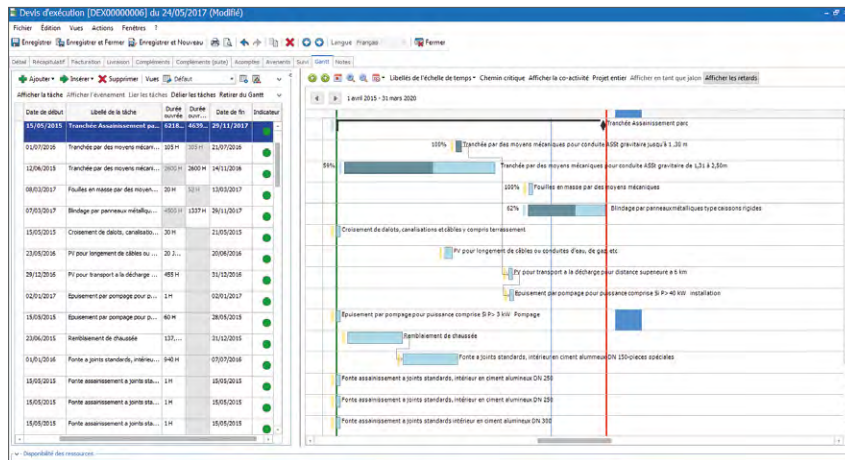 Devis d'exécution [DEX00000006] du 24/05/2017 (Modifié)
Fichier Édition Vues Actions Fenêtres ?
Enregistrer Enregistrer et Fermer Enregistrer et Nouveau Langue Français Fermer
Détail Récapitulatif Facturation Livraison Compléments Compléments (suite) Acomptes Avenants Suivi Gantt Notes
Ajouter Insérer Supprimer Vues Défaut
Libellés de l'échelle de temps Chemin critique Afficher la co-activité Projet entier Afficher en tant que jalon Afficher les retards
Afficher la tâche Afficher l'évenement Lier les tâches Délier les tâches Retirer du Gantt
1 avril 2015 - 31 mars 2020
Date de début Libellé de la tâche Durée ouvrée Durée ouvr... Date de fin Indicateur
15/05/2015 Tranchée Assainissement pa... 6218... 4639... 29/11/2017
01/07/2016 Tranchée par des moyens mécani... 105 H 105 H 21/07/2016
12/06/2015 Tranchée par des moyens mécani... 2600 H 2600 H 14/11/2016
08/03/2017 Fouilles en masse par des moyen... 20 H 12/03/2017
07/03/2017 Blindage par panneaux métalliqu... 1337 H 29/11/2017
15/05/2015 Croisement de dalots, canalisatio... 30 H 21/05/2015
23/05/2016 PV pour longement de câbles ou ... 20 J... 20/06/2016
29/12/2016 PV pour transport a la décharge ... 455 H 31/12/2016
02/01/2017 Epuisement par pompage pour p... 1 H 02/01/2017
15/05/2015 Epuisement par pompage pour p... 60 H 28/05/2015
23/06/2015 Remblaiement de chaussée 137,... 31/12/2015
01/01/2016 Fonte a joints standards, intérieu... 940 H 07/07/2016
15/05/2015 Fonte assainissement a joints sta... 1 H 15/05/2015
15/05/2015 Fonte assainissement a joints sta... 1 H 15/05/2015
15/05/2015 Fonte assainissement a joints sta... 1 H 15/05/2015
Tranchée Assainissement parc
100% Tranchée par des moyens mécaniques pour conduite ASSt gravitaire jusqu'à 1,30 m
59% Tranchée par des moyens mécaniques pour conduite ASSt gravitaire de 1,31 à 2,50m
100% Fouilles en masse par des moyens mécaniques
62% Blindage par panneaux métalliques type caissons rigides
Croisement de dalots, canalisations et câbles y compris terrassement
PV pour longement de câbles ou conduites d'eau, de gaz, etc
PV pour transport a la décharge pour distance superieure a 5 km
Epuisement par pompage pour puissance comprise Si P> 40 kW installation
Epuisement par pompage pour puissance comprise Si P> 3 kW Pompage
Remblaiement de chaussée
Fonte a joints standards, intérieur en ciment alumineux DN 150-pieces spéciales
Fonte assainissement a joints standards, intérieur en ciment alumineux DN 250
Fonte assainissement a joints standards, intérieur en ciment alumineux DN 250
Fonte assainissement a joints standards intérieur en ciment alumineux DN 300
Disponibilité des ressources